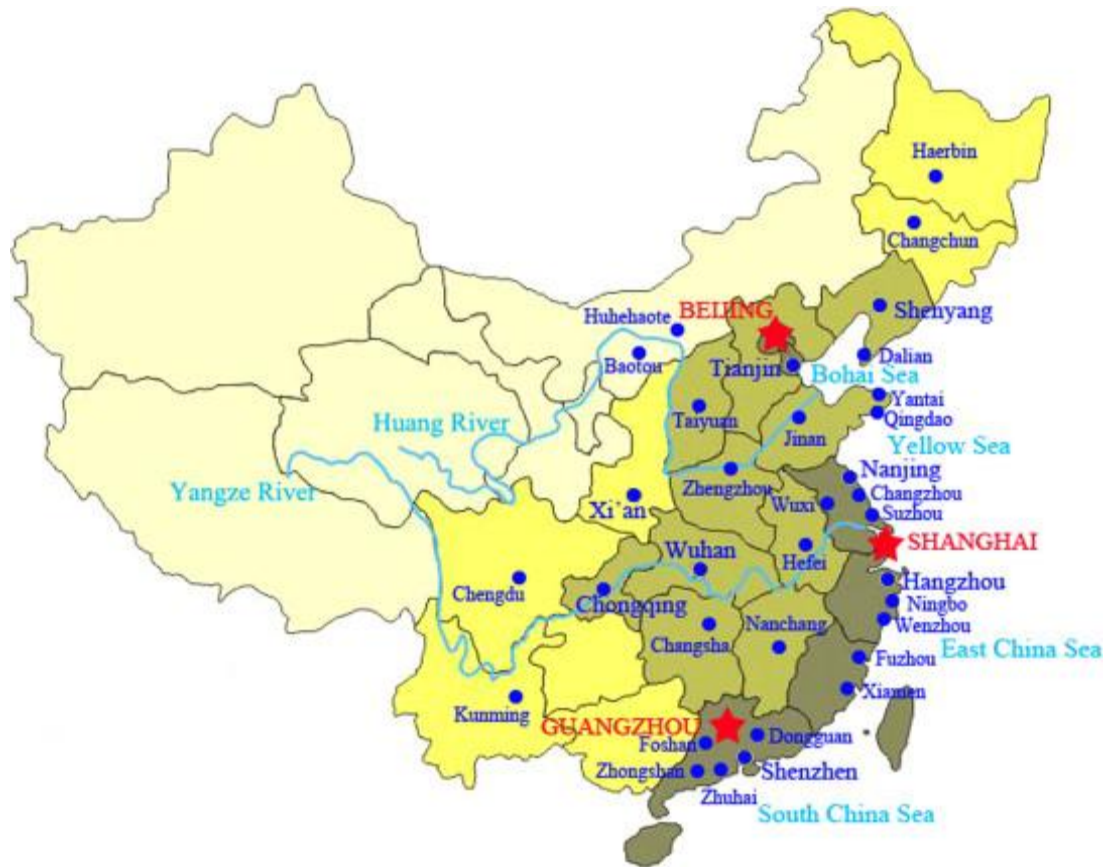 Haerbin
Changchun
BEIJING
Huhehaote
Shenyang
Baotou
Tianjin
Dalian
Bohai Sea
Yantai
Taiyuan
Qingdao
Huang River
Jinan
Yellow Sea
Nanjing
Zhengzhou
Yangze River
Changzhou
Xi'an
Wuxi
Suzhou
SHANGHAI
Wuhan
Hefei
Hangzhou
Chengdu
Chongqing
Ningbo
Wenzhou
Nanchang
Changsha
East China Sea
Fuzhou
Xiamen
Kunming
GUANGZHOU
Dongguan
Foshan
Zhongshan
Shenzhen
Zhuhai
South China Sea